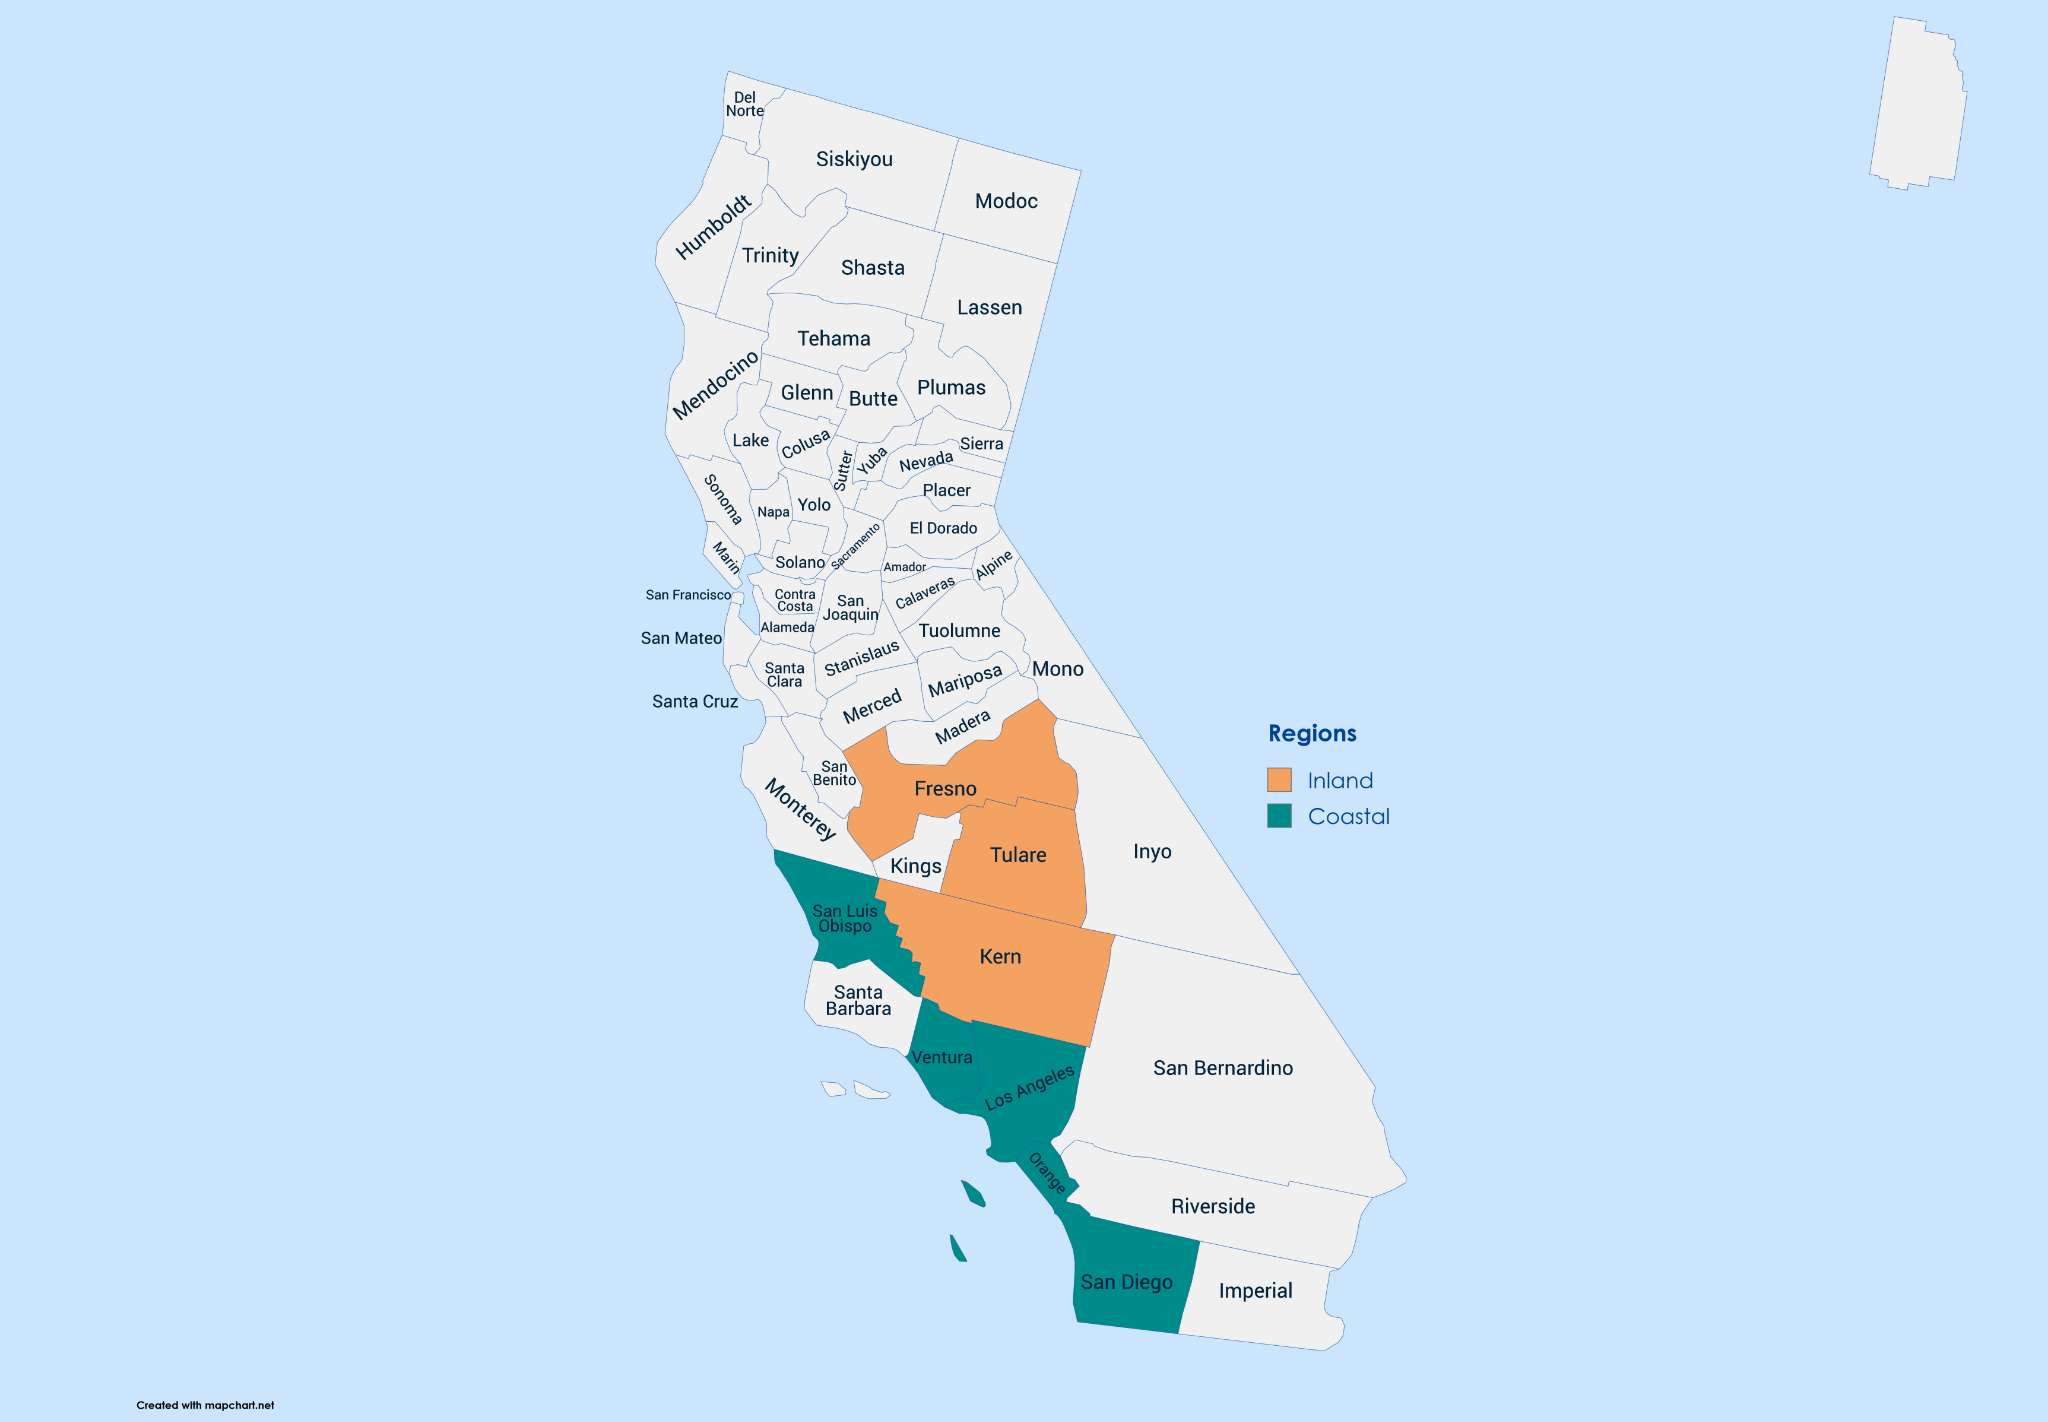 Del
Norte
Siskiyou
Modoc
Humboldt
Trinity
Shasta
Lassen
Tehama
Mendocino
Glenn
Butte
Plumas
Lake
Colusa
Sutter
Yuba
Nevada
Sierra
Placer
Sonoma
Napa
Yolo
El Dorado
Sacramento
Marin
Solano
Amador
Alpine
San Francisco
Contra
Costa
San
Joaquin
Calaveras
Alameda
Tuolumne
San Mateo
Santa
Clara
Stanislaus
Mariposa
Mono
Santa Cruz
Merced
Madera
Regions
Inland
Coastal
San
Benito
Fresno
Monterey
Kings
Tulare
Inyo
San Luis
Obispo
Kern
Santa
Barbara
Ventura
Los Angeles
San Bernardino
Orange
Riverside
San Diego
Imperial
Created with mapchart.net